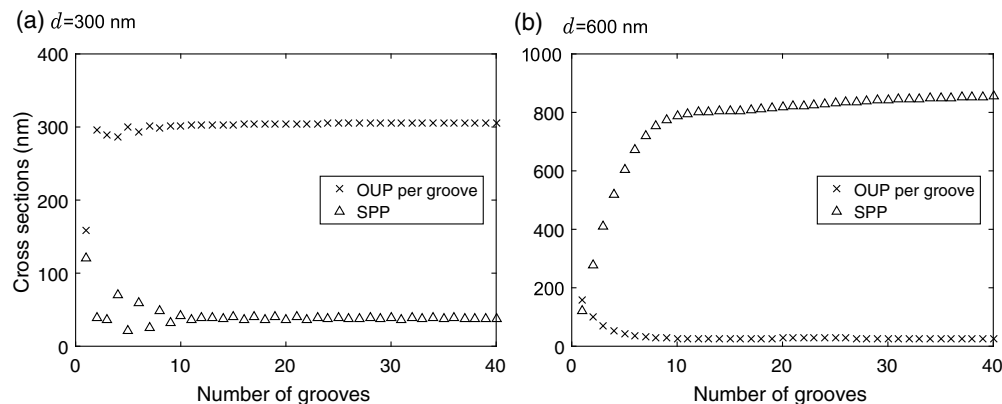 (a) d=300 nm
400
300
200
100
0
0
10
20
30
40
Cross sections (nm)
Number of grooves
× OUP per groove
△ SPP
(b) d=600 nm
1000
800
600
400
200
0
0
10
20
30
40
Number of grooves
× OUP per groove
△ SPP